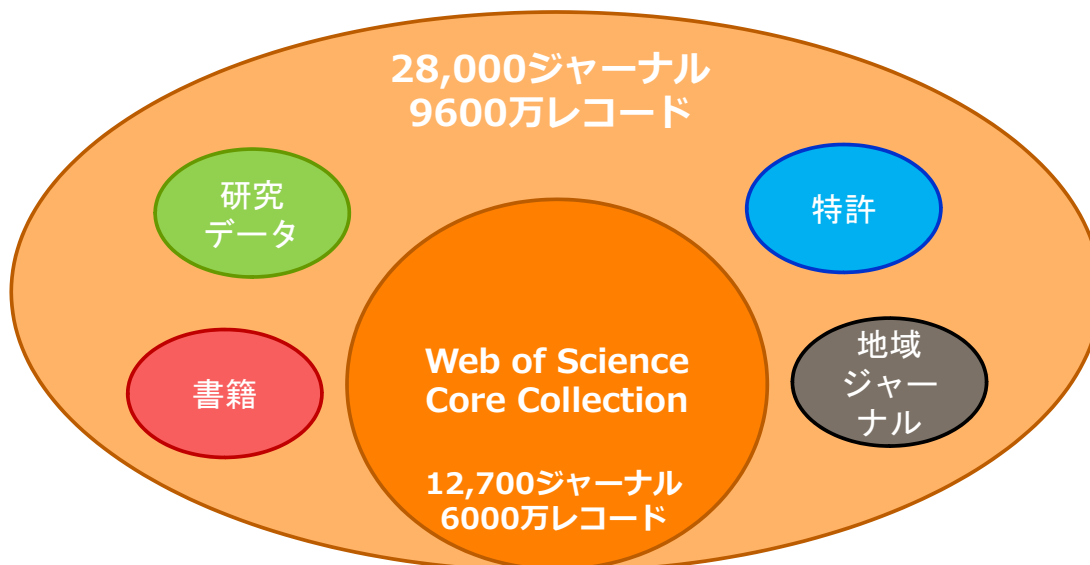 28,000ジャーナル
9600万レコード
研究
データ
特許
書籍
Web of Science
Core Collection
地域
ジャー
ナル
12,700ジャーナル
6000万レコード